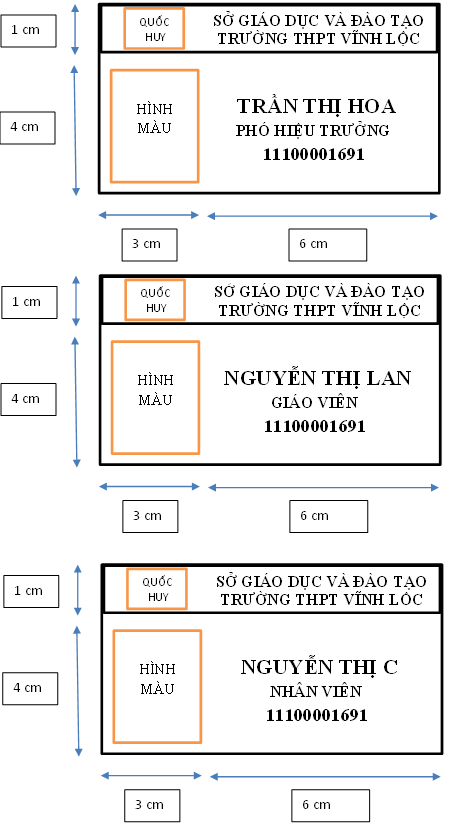 1 cm
QUỐC
HUY
SỞ GIÁO DỤC VÀ ĐÀO TẠO
TRƯỜNG THPT VĨNH LỘC
4 cm
HÌNH
MÀU
TRẦN THỊ HOA
PHÓ HIỆU TRƯỞNG
11100001691
3 cm
6 cm
1 cm
QUỐC
HUY
SỞ GIÁO DỤC VÀ ĐÀO TẠO
TRƯỜNG THPT VĨNH LỘC
4 cm
HÌNH
MÀU
NGUYỄN THỊ LAN
GIÁO VIÊN
11100001691
3 cm
6 cm
1 cm
QUỐC
HUY
SỞ GIÁO DỤC VÀ ĐÀO TẠO
TRƯỜNG THPT VĨNH LỘC
4 cm
HÌNH
MÀU
NGUYỄN THỊ C
NHÂN VIÊN
11100001691
3 cm
6 cm